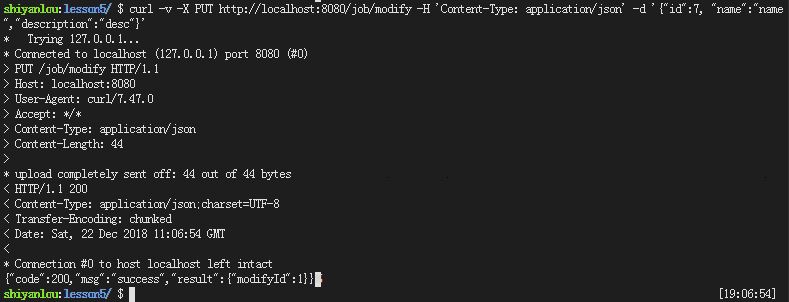 shiyanlou:lesson5/ $ curl -v -X PUT http://localhost:8080/job/modify -H 'Content-Type: application/json' -d '{"id":7, "name":"name
","description":"desc"}'
*   Trying 127.0.0.1...
* Connected to localhost (127.0.0.1) port 8080 (#0)
> PUT /job/modify HTTP/1.1
> Host: localhost:8080
> User-Agent: curl/7.47.0
> Accept: */*
> Content-Type: application/json
> Content-Length: 44
>
* upload completely sent off: 44 out of 44 bytes
< HTTP/1.1 200
< Content-Type: application/json;charset=UTF-8
< Transfer-Encoding: chunked
< Date: Sat, 22 Dec 2018 11:06:54 GMT
<
* Connection #0 to host localhost left intact
{"code":200,"msg":"success","result":{"modifyId":1}}%
shiyanlou:lesson5/ $ [19:06:54]